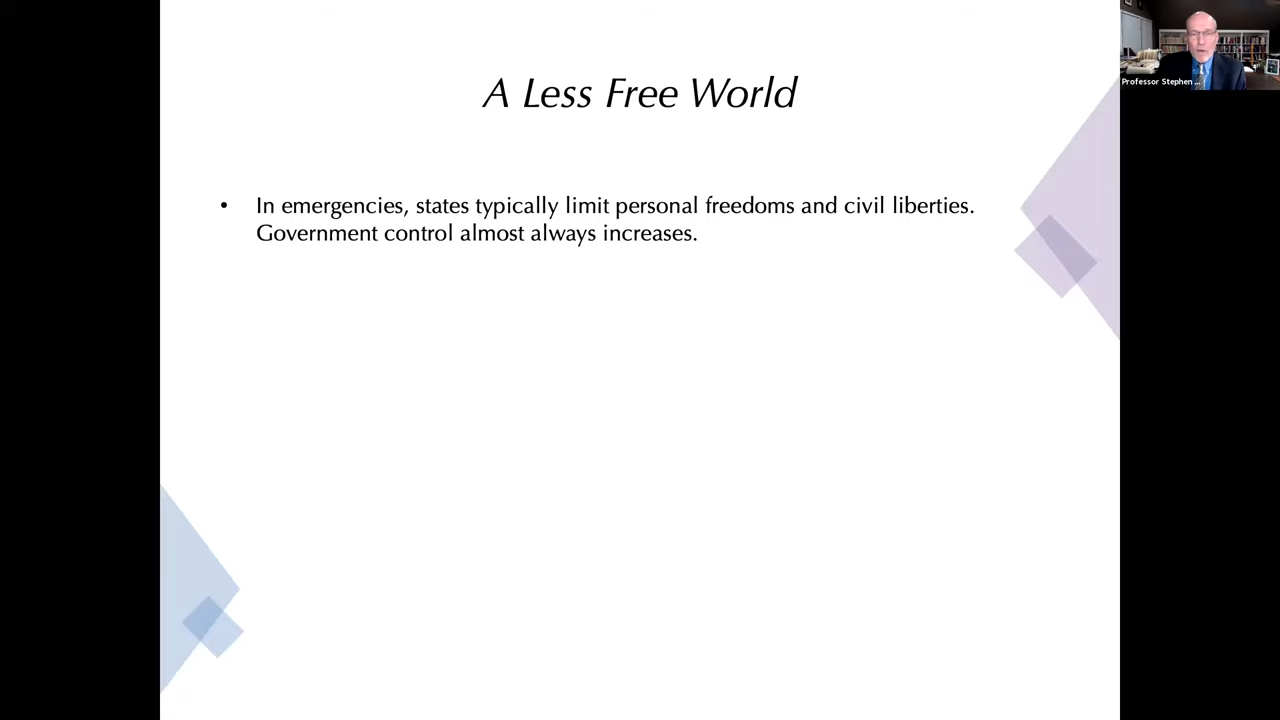 A Less Free World
Professor Stephen ...
• In emergencies, states typically limit personal freedoms and civil liberties.
Government control almost always increases.